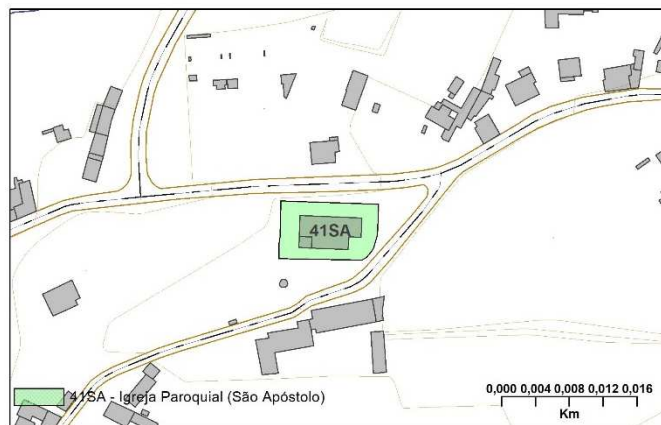 41SA
41SA - Igreja Paroquial (São Apóstolo)
0,000 0,004 0,008 0,012 0,016
Km